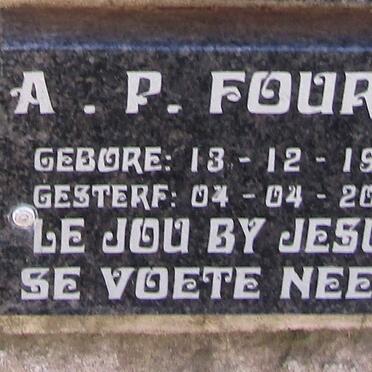 A. P. FOUR
GEBORE: 13 - 12 - 19
GESTERF: 04 - 04 - 20
LE JOU BY JESU
SE VOETE NEE